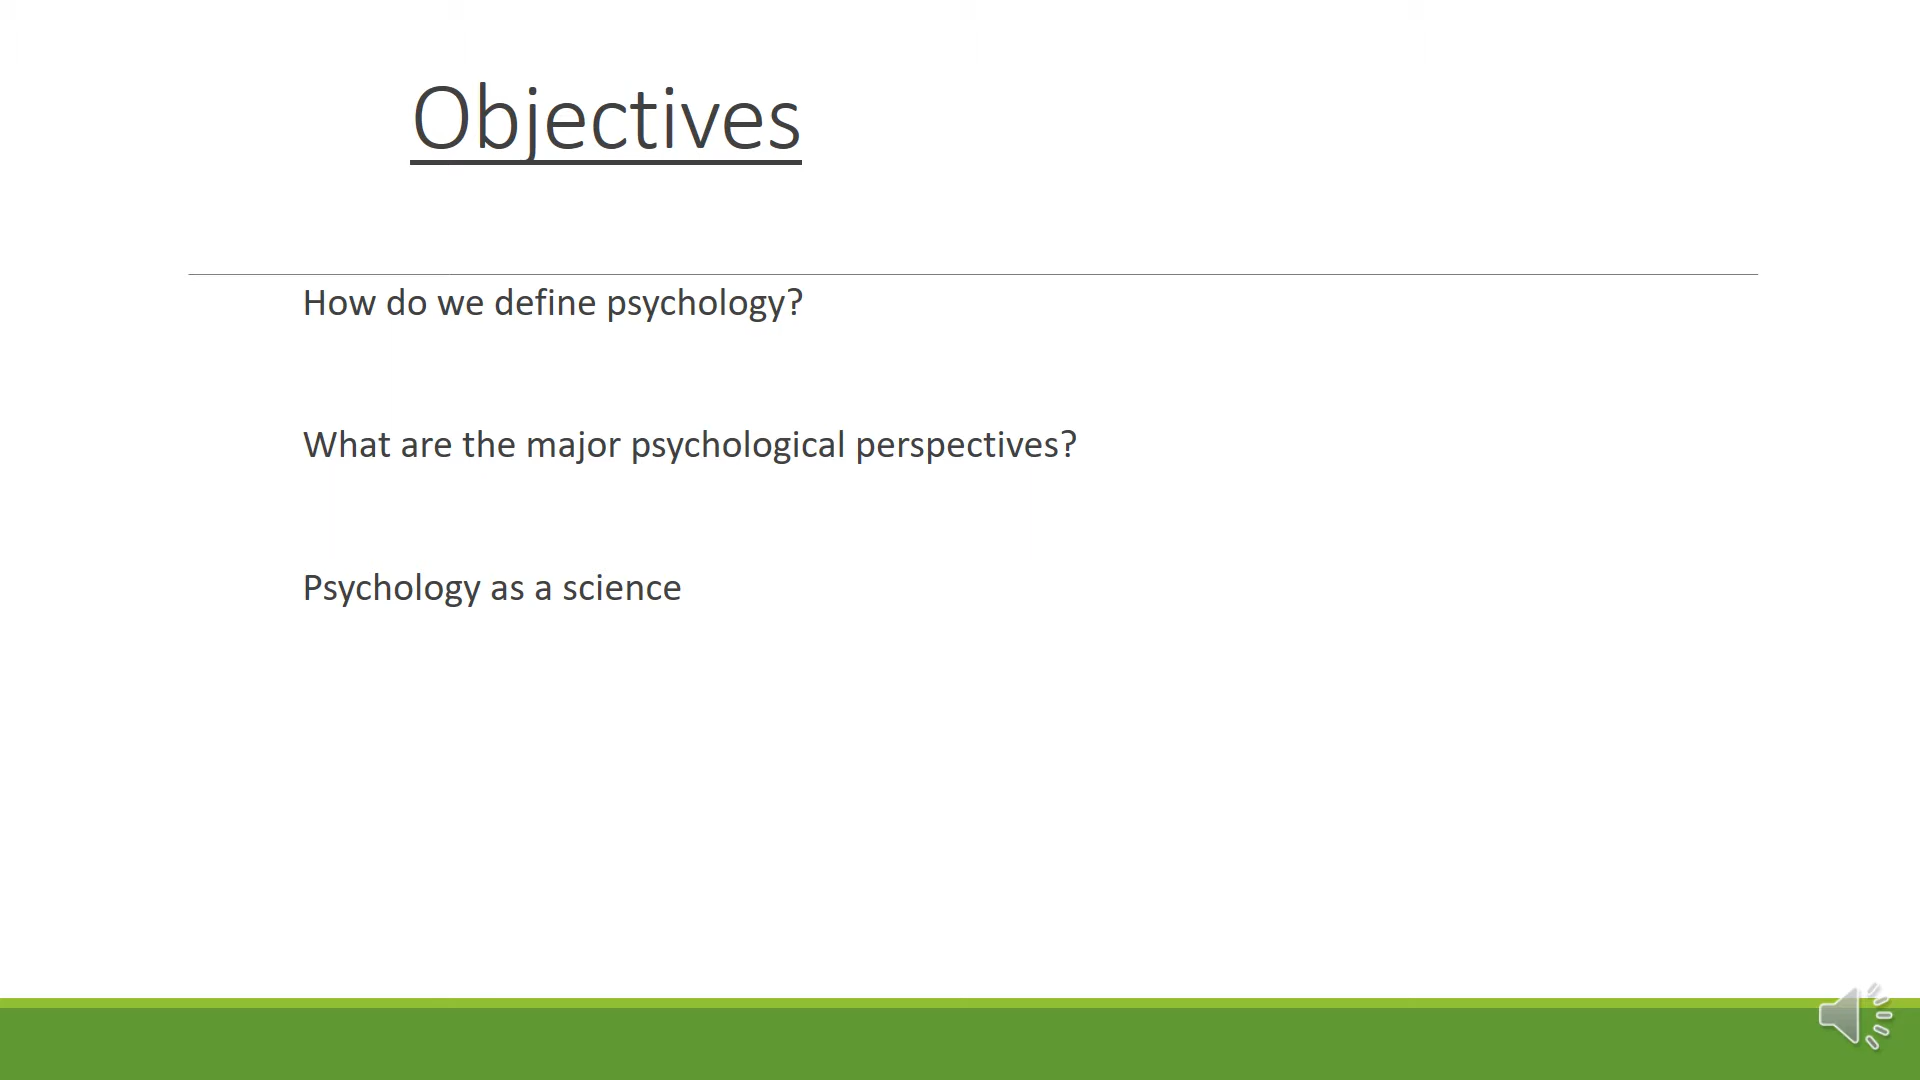 Objectives
How do we define psychology?
What are the major psychological perspectives?
Psychology as a science